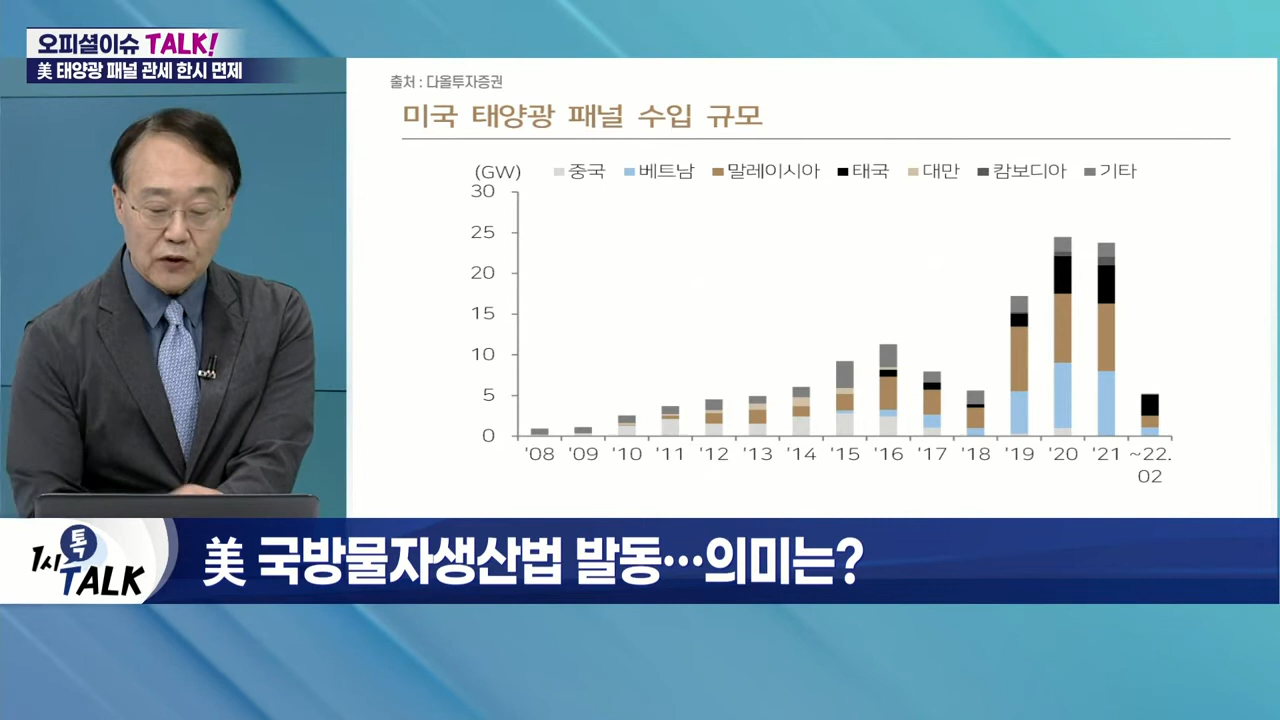 오피셜이슈 TALK!
美 태양광 패널 관세 한시 면제
출처 : 다올투자증권
미국 태양광 패널 수입 규모
(GW) 중국 베트남 말레이시아 태국 대만 캄보디아 기타
30
25
20
15
10
5
0
'08 '09 '10 '11 '12 '13 '14 '15 '16 '17 '18 '19 '20 '21 ~22.
02
1시 톡 TALK
美 국방물자생산법 발동…의미는?